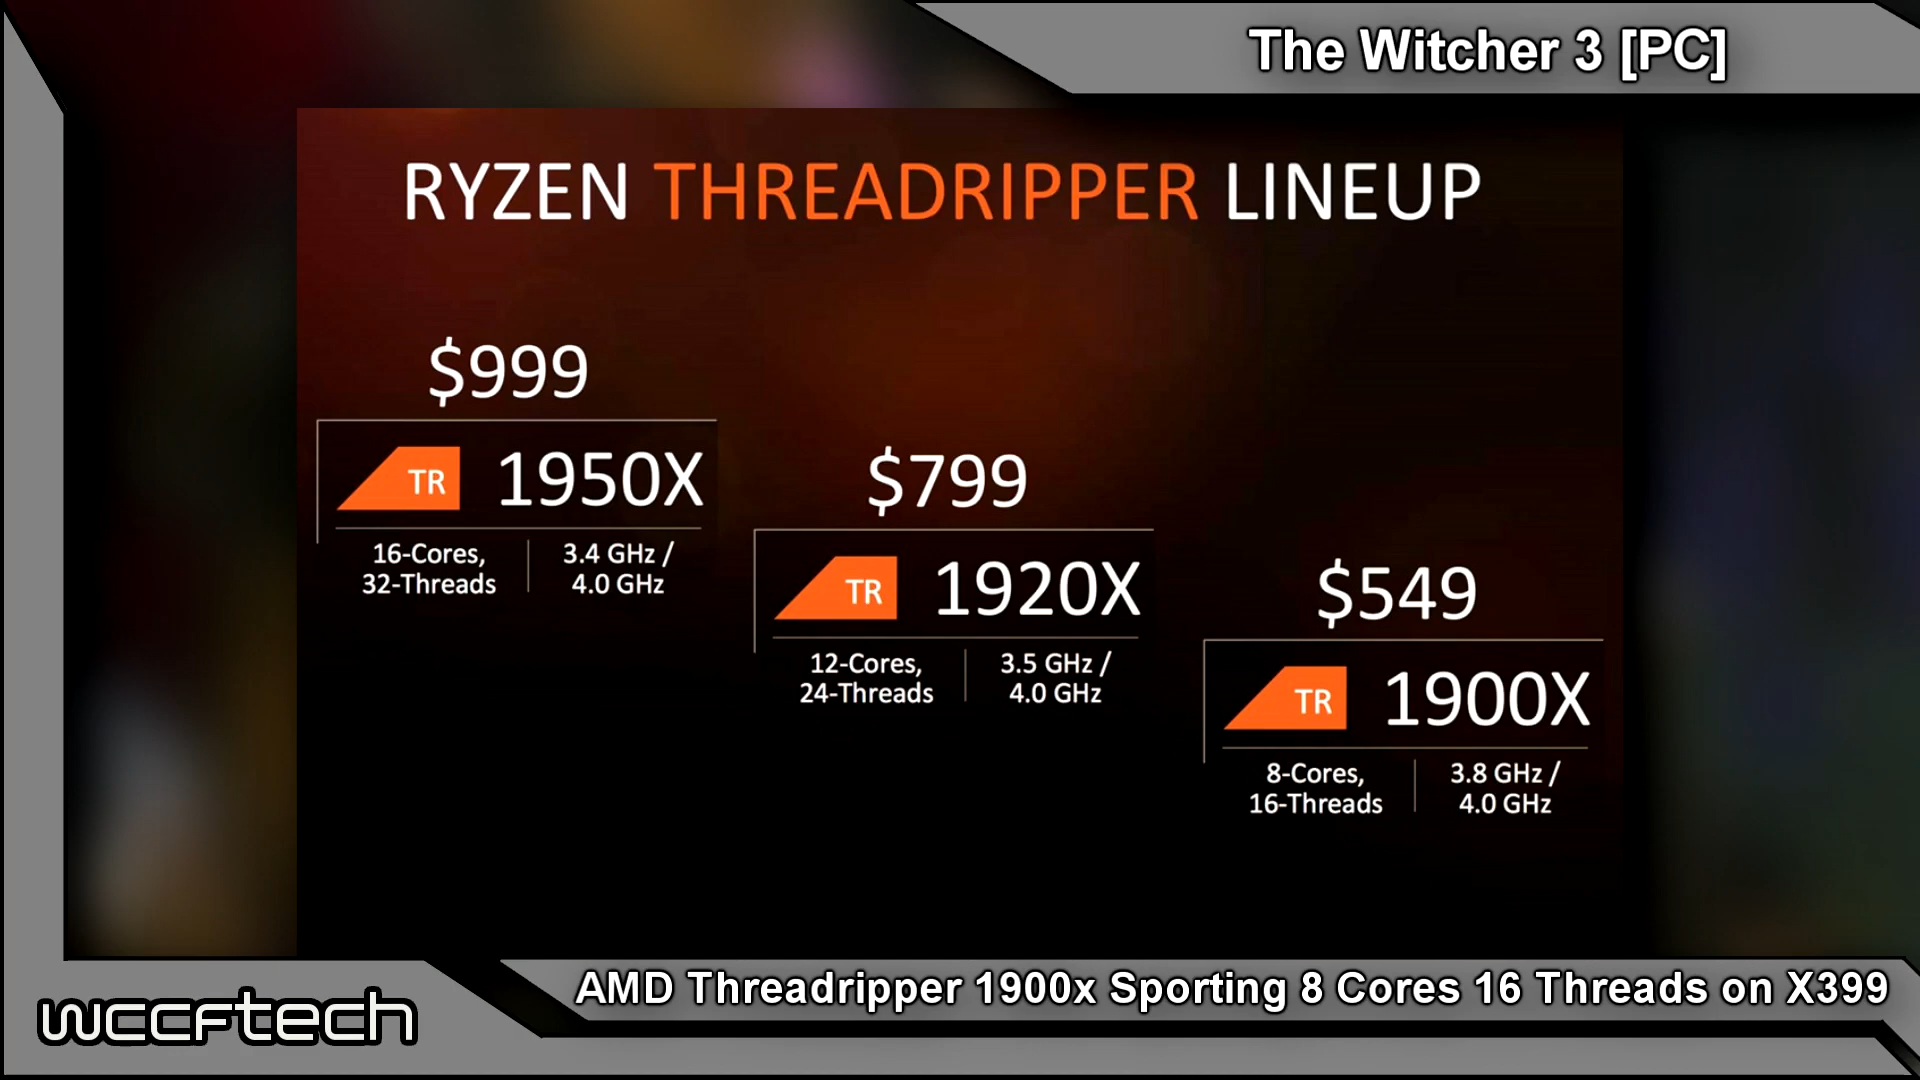 The Witcher 3 [PC]
RYZEN THREADRIPPER LINEUP
$999
TR 1950X
16-Cores,
32-Threads
3.4 GHz /
4.0 GHz
$799
TR 1920X
12-Cores,
24-Threads
3.5 GHz /
4.0 GHz
$549
TR 1900X
8-Cores,
16-Threads
3.8 GHz /
4.0 GHz
AMD Threadripper 1900x Sporting 8 Cores 16 Threads on X399
wccftech